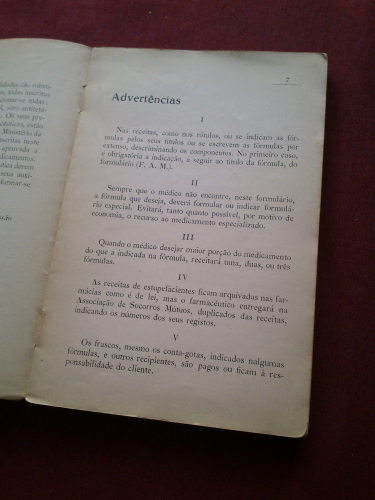 7
Advertências
I
Nas receitas, como nos rótulos, ou se indicam as fór-
mulas pelos seus títulos ou se escrevem as fórmulas por
extenso, descriminando os componentes. No primeiro caso,
é obrigatória a indicação, a seguir ao título da fórmula, do
formulário (F. A. M.).
II
Sempre que o médico não encontre, neste formulário,
a fórmula que deseja, deverá formular ou indicar formulá-
rio especial. Evitará, tanto quanto possível, por motivo de
economia, o recurso ao medicamento especializado.
III
Quando o médico desejar maior porção do medicamento
do que a indicada na fórmula, receitará uma, duas, ou três
fórmulas.
IV
As receitas de estupefacientes ficam arquivadas nas far-
mácias como é de lei, mas o farmacêutico entregará na
Associação de Socorros Mútuos, duplicados das receitas,
indicando os números dos seus registos.
V
Os frascos, mesmo os conta-gotas, indicados nalgumas
fórmulas, e outros recipientes, são pagos ou ficam à res-
ponsabilidade do cliente.